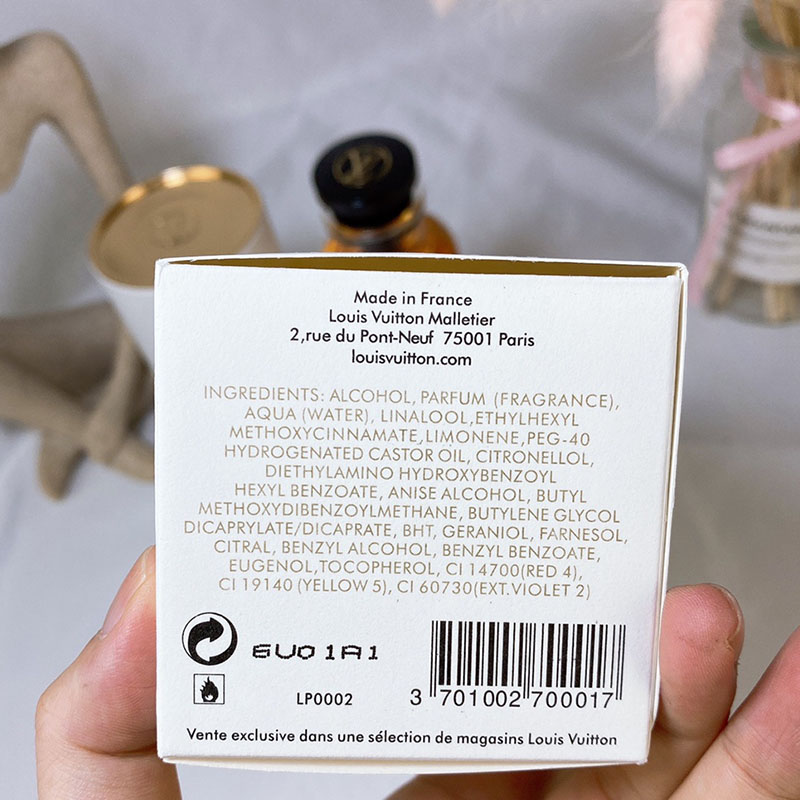 Made in France
Louis Vuitton Malletier
2,rue du Pont-Neuf 75001 Paris
louisvuitton.com
INGREDIENTS: ALCOHOL, PARFUM (FRAGRANCE),
AQUA (WATER), LINALOOL,ETHYLHEXYL
METHOXYCINNAMATE,LIMONENE,PEG-40
HYDROGENATED CASTOR OIL, CITRONELLOL,
DIETHYLAMINO HYDROXYBENZOYL
HEXYL BENZOATE, ANISE ALCOHOL, BUTYL
METHOXYDIBENZOYLMETHANE, BUTYLENE GLYCOL
DICAPRYLATE/DICAPRATE, BHT, GERANIOL, FARNESOL,
CITRAL, BENZYL ALCOHOL, BENZYL BENZOATE,
EUGENOL,TOCOPHEROL, CI 14700(RED 4),
CI 19140 (YELLOW 5), CI 60730(EXT.VIOLET 2)
6U01A1
LP0002
3 701002 700017
Vente exclusive dans une sélection de magasins Louis Vuitton